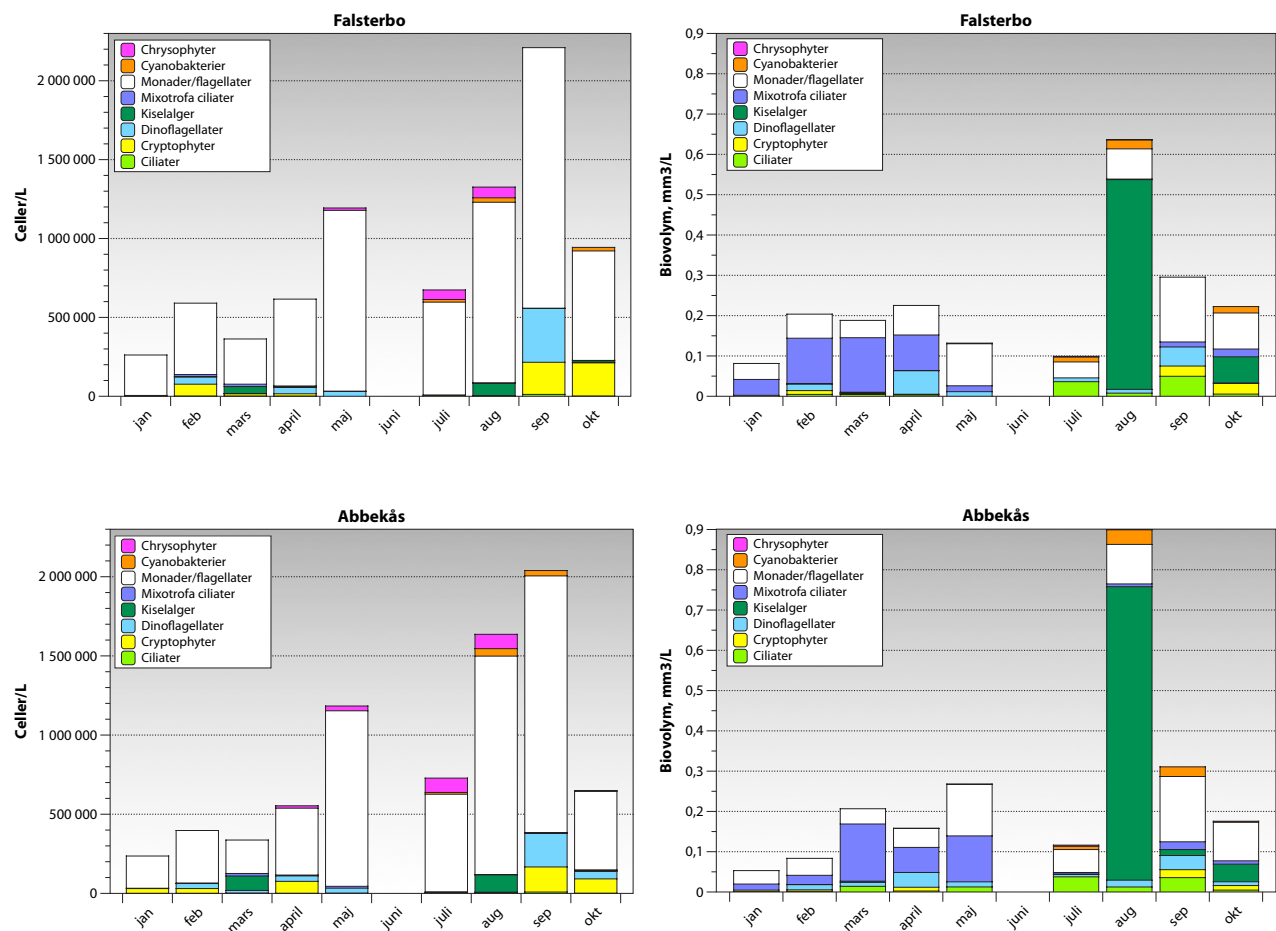 Falsterbo
Celler/L
2 000 000
1 500 000
1 000 000
500 000
0
Chrysophyter
Cyanobakterier
Monader/flagellater
Mixotrofa ciliater
Kiselalger
Dinoflagellater
Cryptophyter
Ciliater
jan feb mars april maj juni juli aug sep okt
Falsterbo
Biovolym, mm3/L
0,9
0,8
0,7
0,6
0,5
0,4
0,3
0,2
0,1
0
Chrysophyter
Cyanobakterier
Monader/flagellater
Mixotrofa ciliater
Kiselalger
Dinoflagellater
Cryptophyter
Ciliater
jan feb mars april maj juni juli aug sep okt
Abbekås
Celler/L
2 000 000
1 500 000
1 000 000
500 000
0
Chrysophyter
Cyanobakterier
Monader/flagellater
Mixotrofa ciliater
Kiselalger
Dinoflagellater
Cryptophyter
Ciliater
jan feb mars april maj juni juli aug sep okt
Abbekås
Biovolym, mm3/L
0,9
0,8
0,7
0,6
0,5
0,4
0,3
0,2
0,1
0
Chrysophyter
Cyanobakterier
Monader/flagellater
Mixotrofa ciliater
Kiselalger
Dinoflagellater
Cryptophyter
Ciliater
jan feb mars april maj juni juli aug sep okt